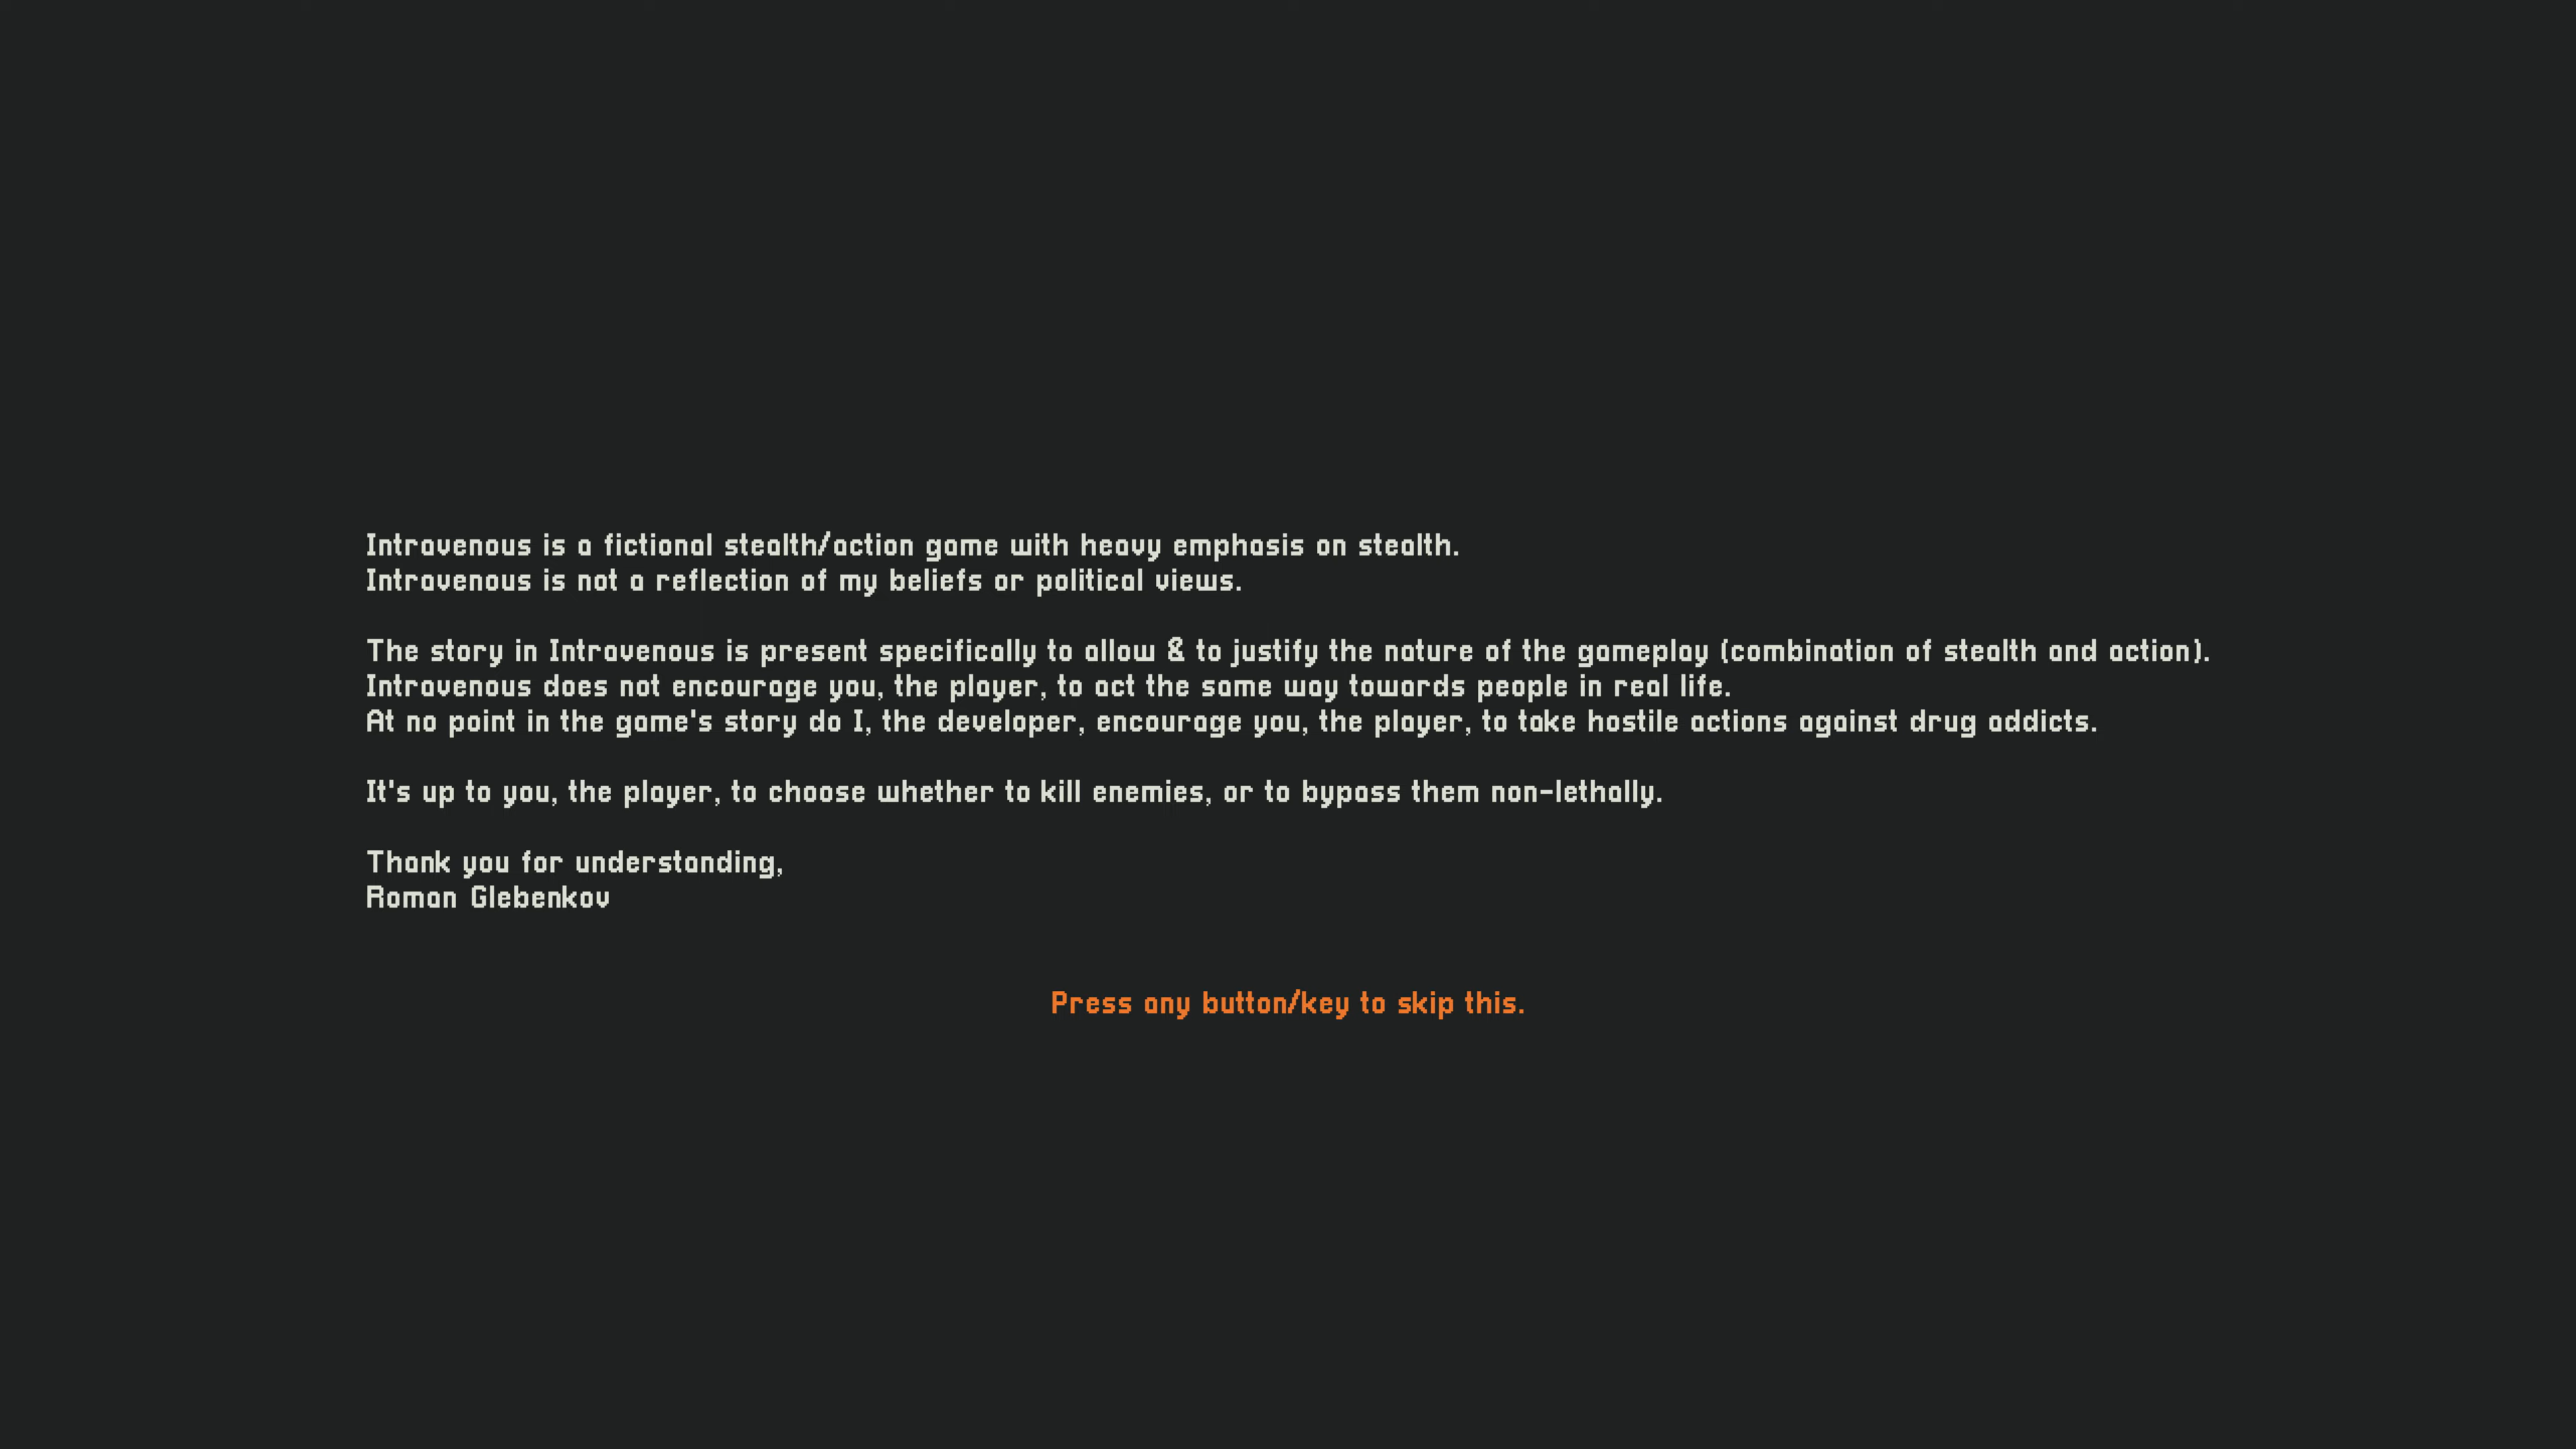 Intravenous is a fictional stealth/action game with heavy emphasis on stealth.
Intravenous is not a reflection of my beliefs or political views.
The story in Intravenous is present specifically to allow & to justify the nature of the gameplay (combination of stealth and action).
Intravenous does not encourage you, the player, to act the same way towards people in real life.
At no point in the game's story do I, the developer, encourage you, the player, to take hostile actions against drug addicts.
It's up to you, the player, to choose whether to kill enemies, or to bypass them non-lethally.
Thank you for understanding,
Roman Glebenkov
Press any button/key to skip this.